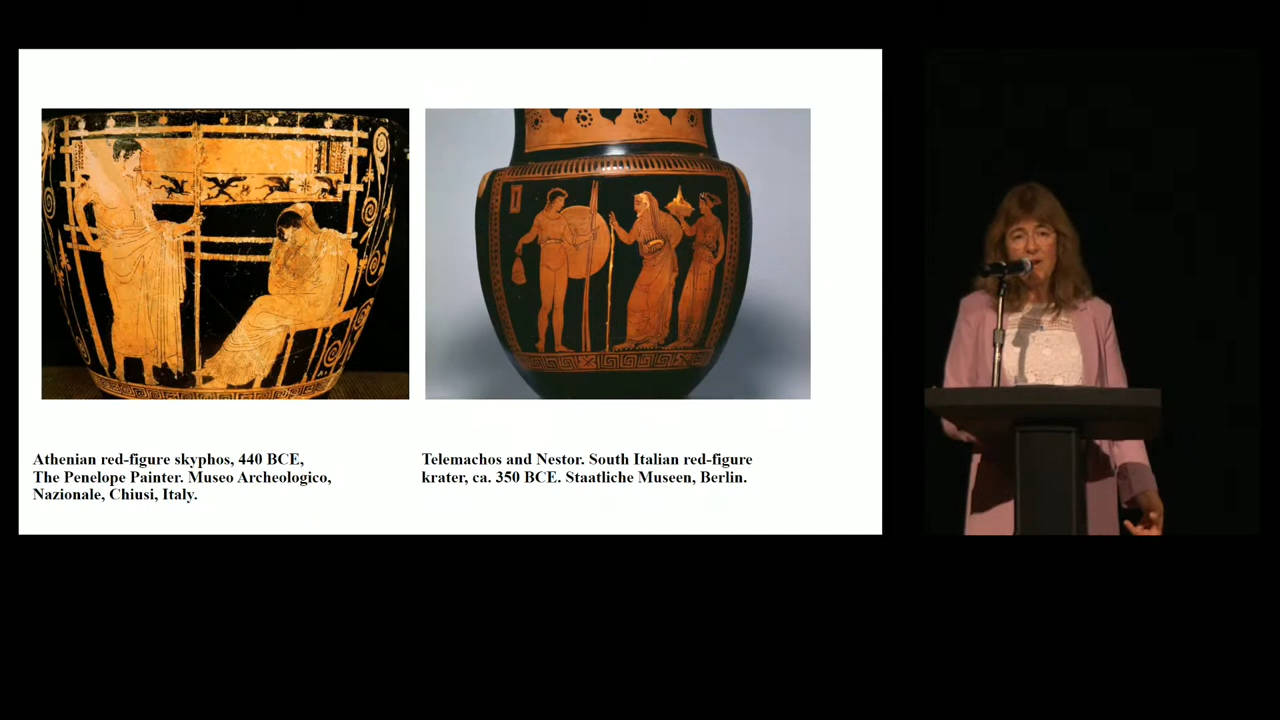 Athenian red-figure skyphos, 440 BCE,
The Penelope Painter. Museo Archeologico,
Nazionale, Chiusi, Italy.
Telemachos and Nestor. South Italian red-figure
krater, ca. 350 BCE. Staatliche Museen, Berlin.